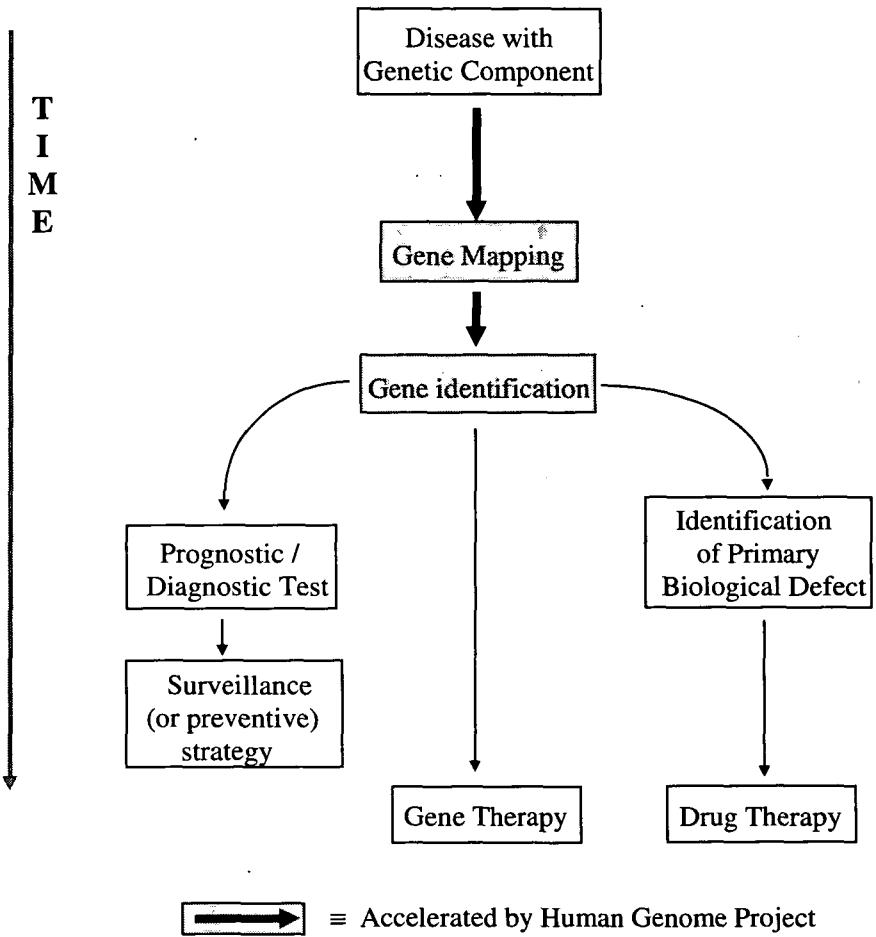 Disease with
Genetic Component
T
I
M
E
Gene Mapping
Gene identification
Prognostic /
Diagnostic Test
Identification
of Primary
Biological Defect
Surveillance
(or preventive)
strategy
Gene Therapy
Drug Therapy
≡ Accelerated by Human Genome Project